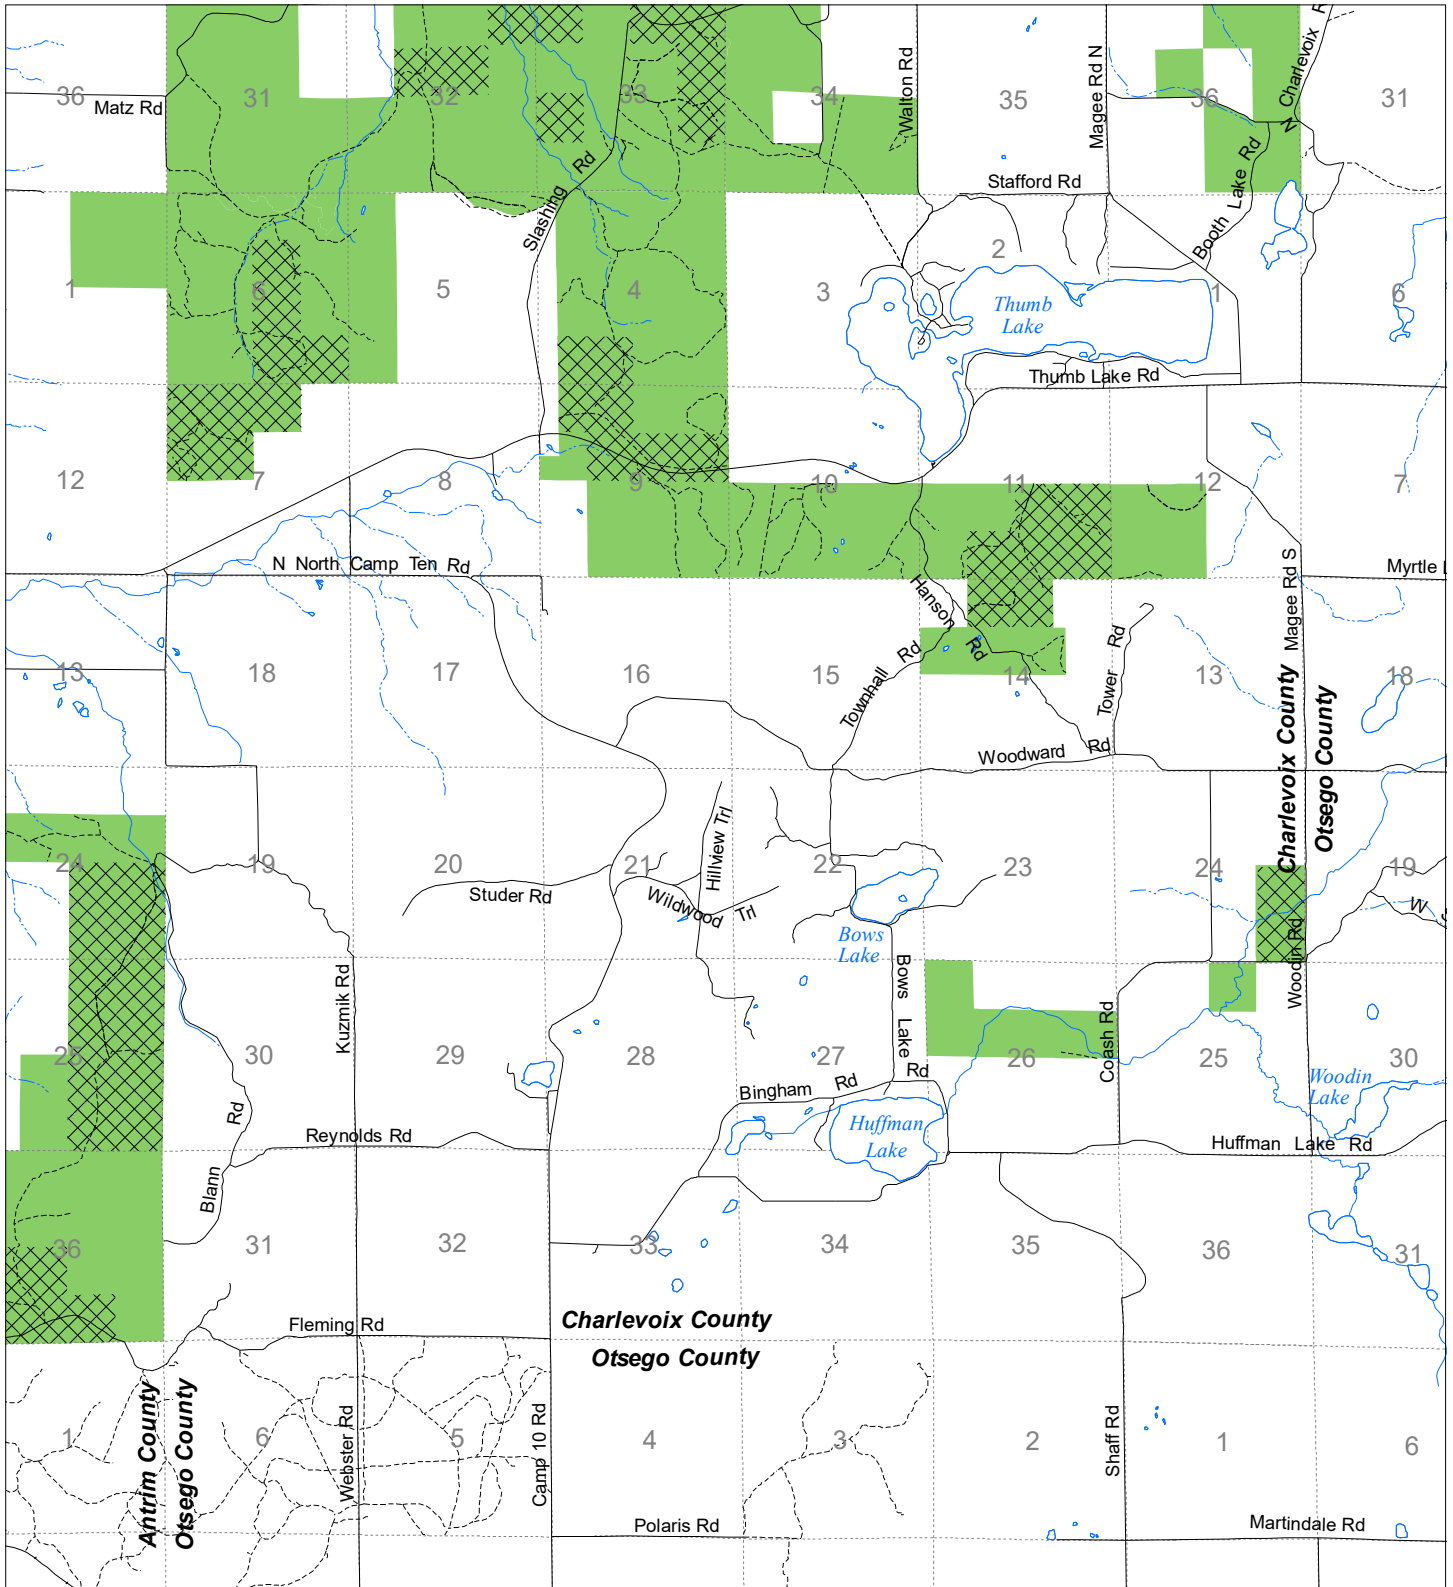 36
Matz Rd
31
32
33
34
Walton Rd
35
Magee Rd N
36
N Charlevoix
31
Stafford Rd
Slashing Rd
Booth Lake Rd
1
6
5
4
3
2
1
6
Thumb
Lake
Thumb Lake Rd
12
7
8
9
10
11
12
7
N North Camp Ten Rd
Hanson Rd
Magee Rd S
Myrtle
13
18
17
16
15
Townhall Rd
14
Tower Rd
13
18
Woodward Rd
Charlevoix County
Otsego County
24
19
20
Studer Rd
21
Hillview Trl
Wildwood Trl
22
23
24
19
W
Bows
Lake
Bows Lake Rd
Woodin Rd
Kuzmik Rd
25
30
29
28
27
26
Coash Rd
25
30
Woodin
Lake
Bingham Rd
Huffman
Lake
Blann Rd
Reynolds Rd
Huffman Lake Rd
36
31
32
33
34
35
36
31
Fleming Rd
Charlevoix County
Otsego County
Antrim County
Otsego County
1
6
Webster Rd
5
Camp 10 Rd
4
3
2
Shaff Rd
1
6
Polaris Rd
Martindale Rd